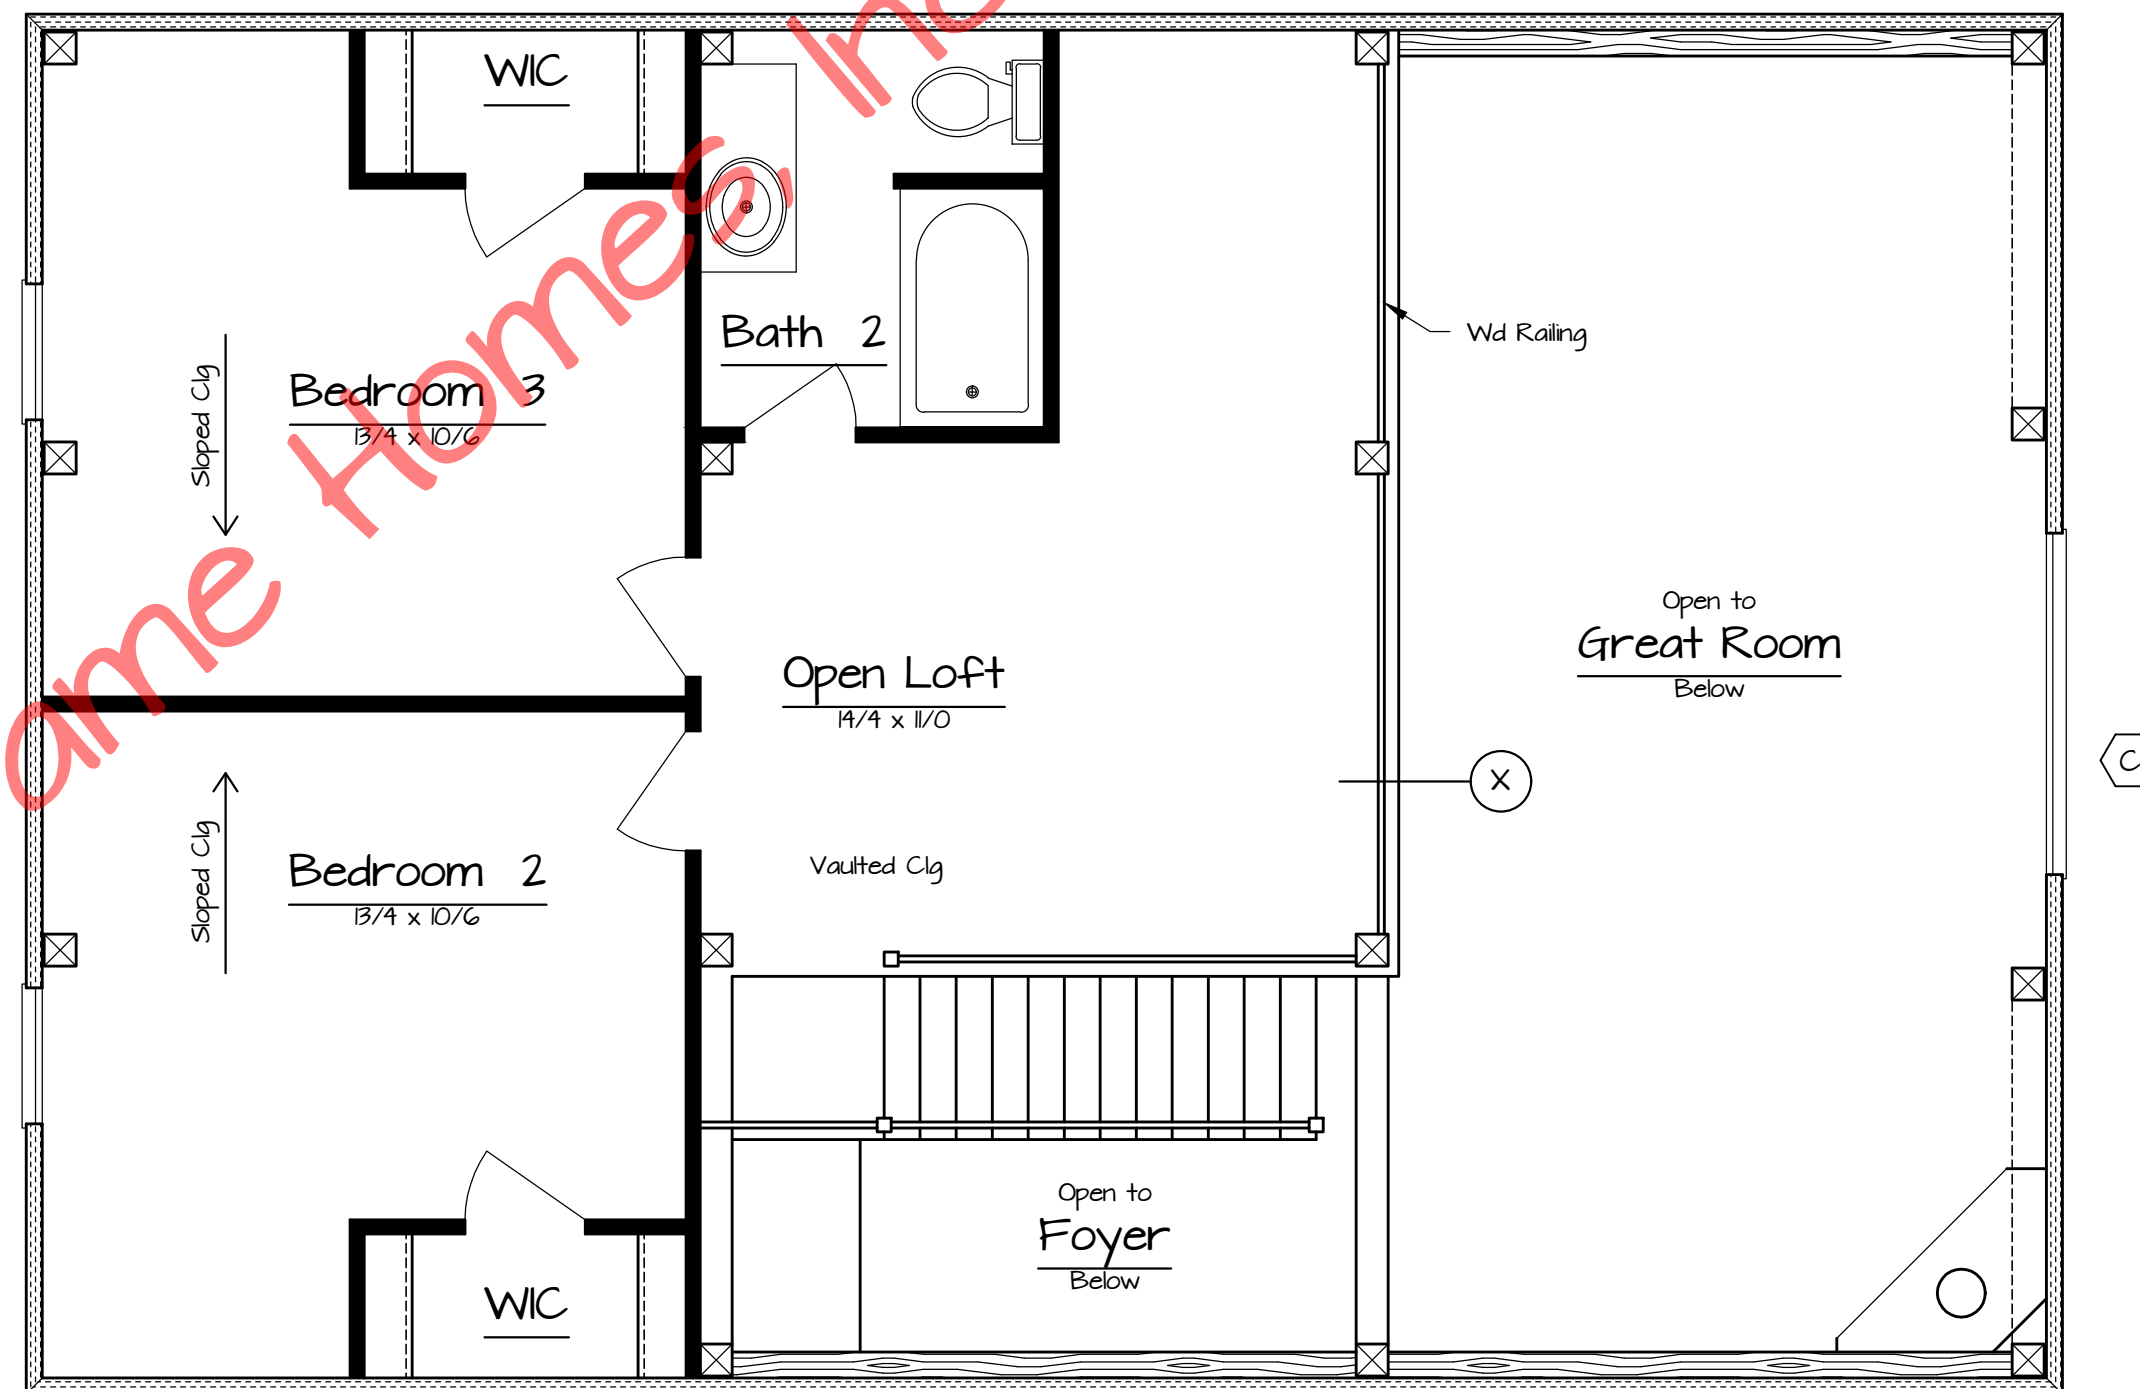 WIC
Bath 2
Wd Railing
Sloped Clg
Bedroom 3
13/4 x 10/6
Open to
Great Room
Below
Open Loft
14/4 x 11/0
X
C
Sloped Clg
Bedroom 2
13/4 x 10/6
Vaulted Clg
Open to
Foyer
Below
WIC
ame Homes, Inc